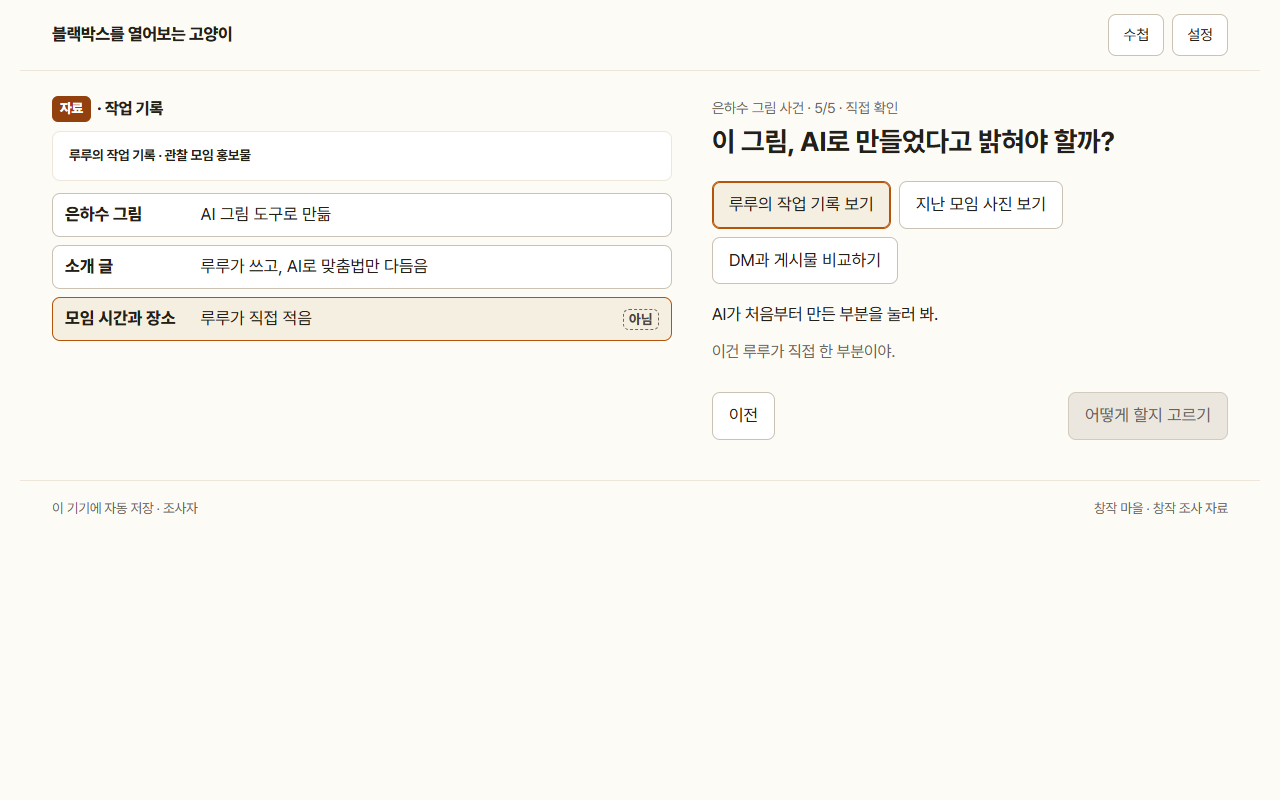 블랙박스를 열어보는 고양이
수첩
설정
자료 · 작업 기록
루루의 작업 기록 · 관찰 모임 홍보물
은하수 그림 AI 그림 도구로 만듦
소개 글 루루가 쓰고, AI로 맞춤법만 다듬음
모임 시간과 장소 루루가 직접 적음 아님
은하수 그림 사건 · 5/5 · 직접 확인
이 그림, AI로 만들었다고 밝혀야 할까?
루루의 작업 기록 보기
지난 모임 사진 보기
DM과 게시물 비교하기
AI가 처음부터 만든 부분을 눌러 봐.
이건 루루가 직접 한 부분이야.
이전
어떻게 할지 고르기
이 기기에 자동 저장 · 조사자
창작 마을 · 창작 조사 자료